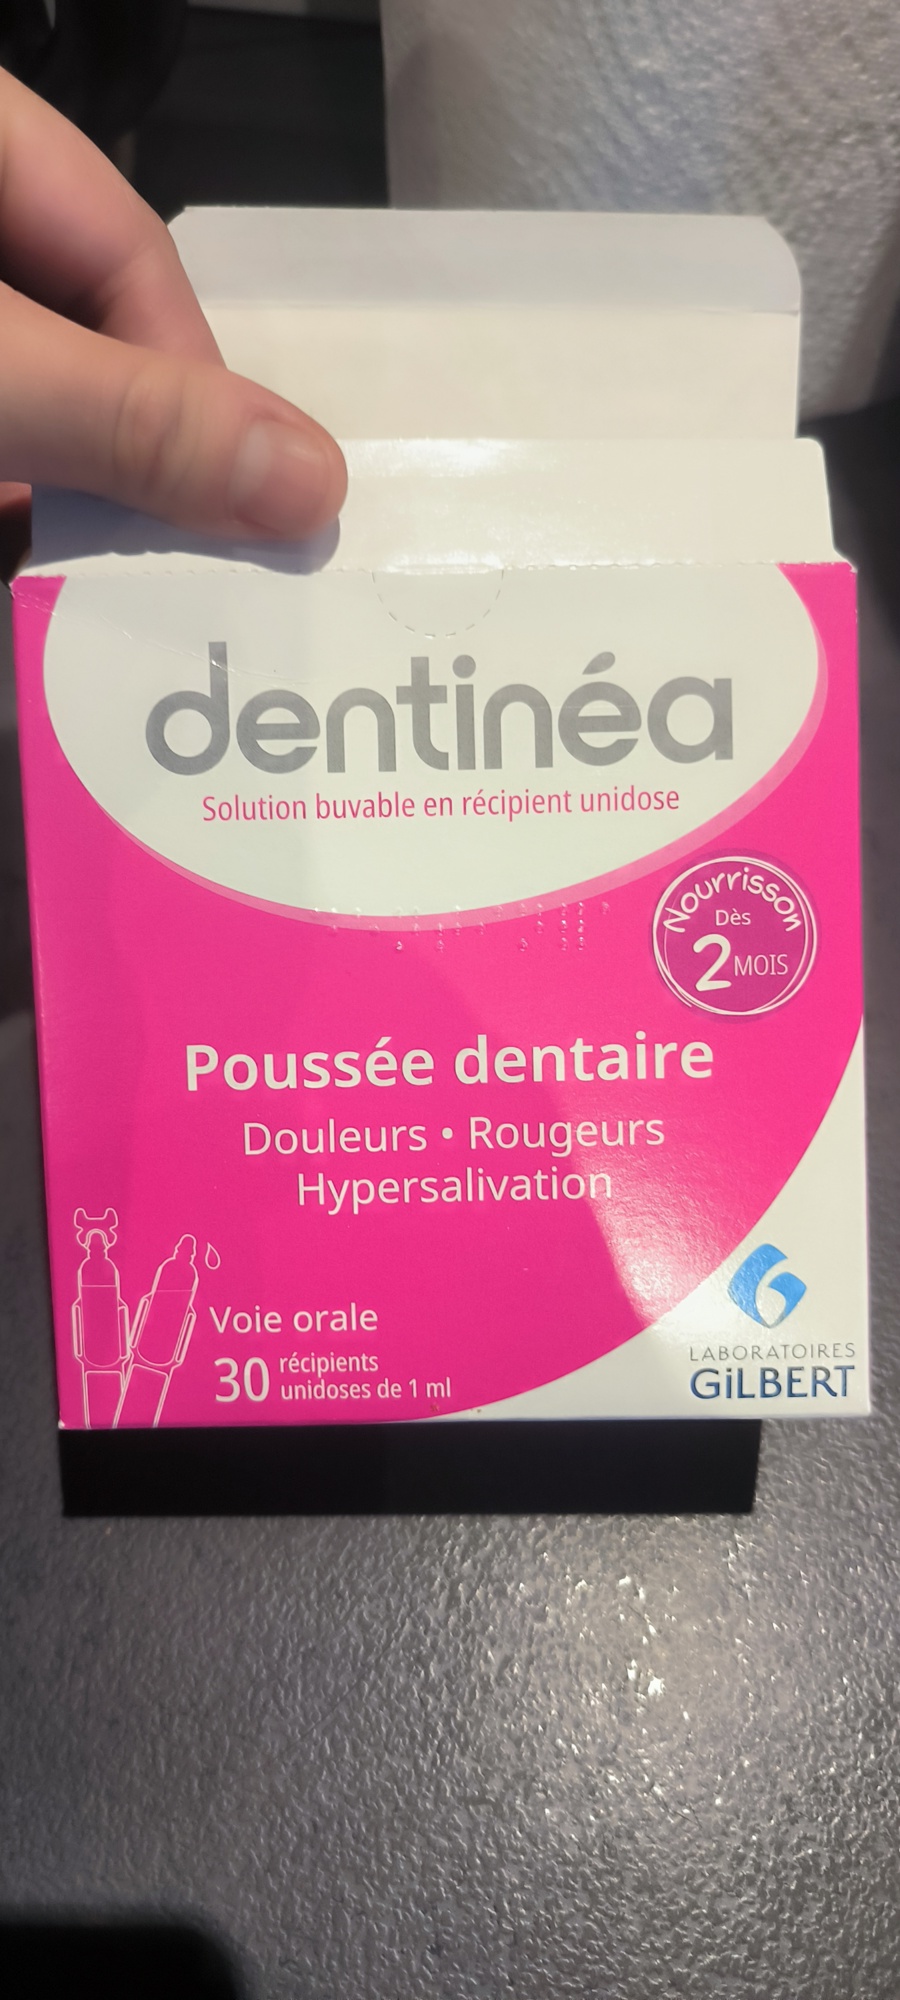 dentinéa
Solution buvable en récipient unidose
Nourrisson
Dès
2 MOIS
Poussée dentaire
Douleurs • Rougeurs
Hypersalivation
Voie orale
30 récipients
unidoses de 1 ml
LABORATOIRES
GiLBERT